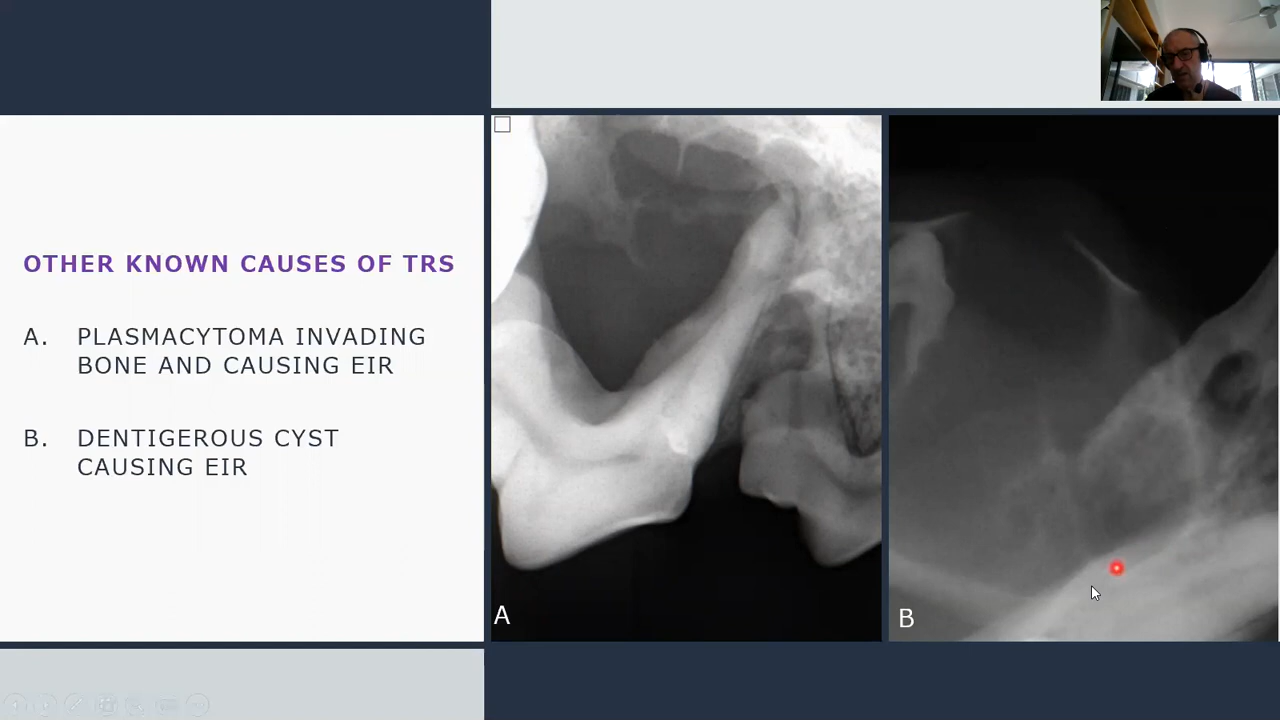 OTHER KNOWN CAUSES OF TRS
A. PLASMACYTOMA INVADING
BONE AND CAUSING EIR
B. DENTIGEROUS CYST
CAUSING EIR
A
B